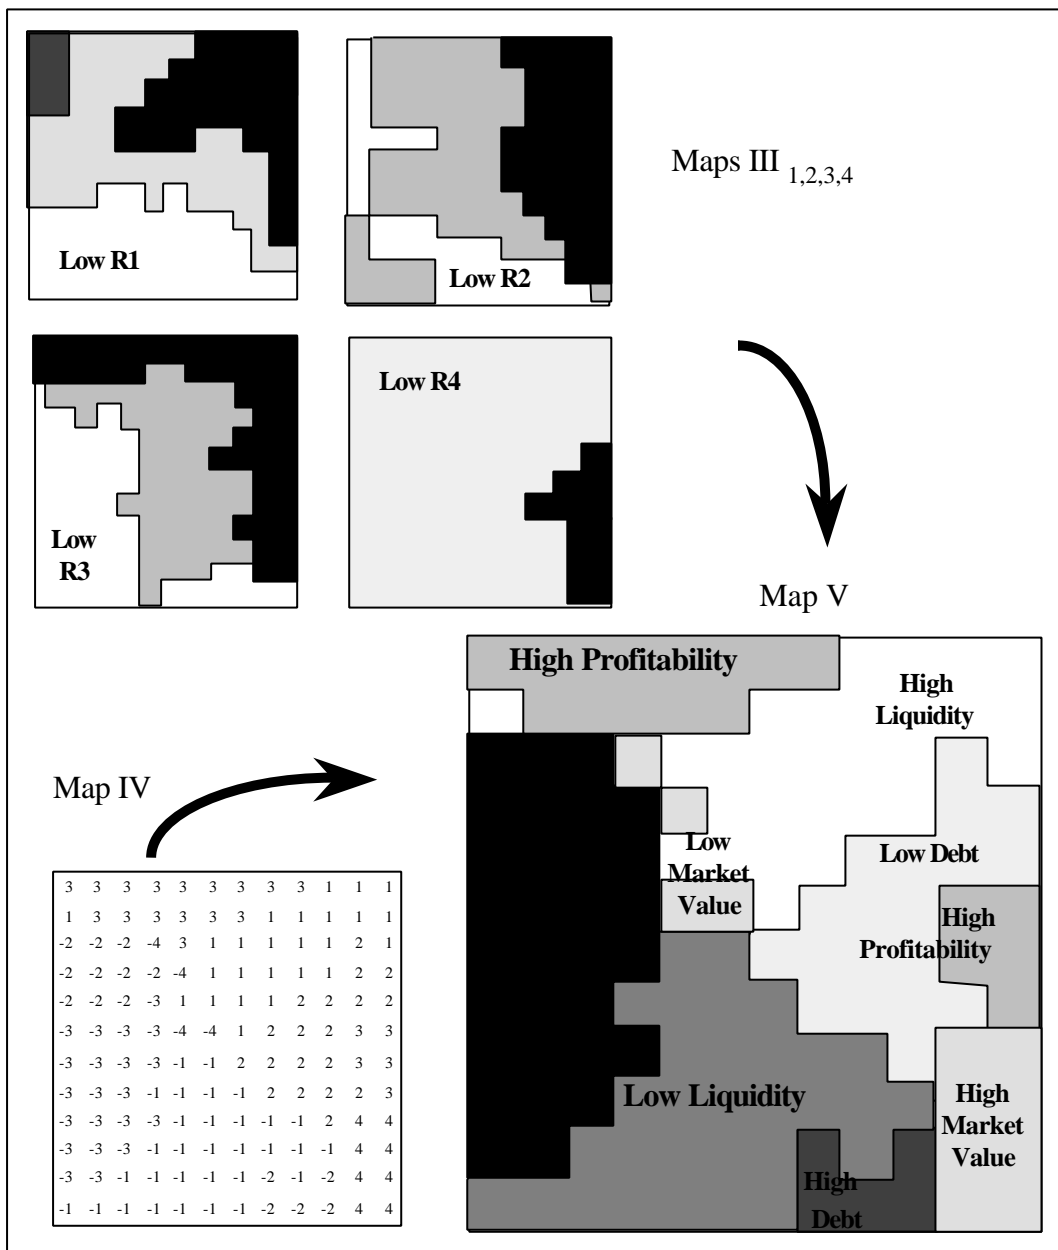 Maps III 1,2,3,4
Low R1
Low R2
Low R4
Low
R3
Map V
High Profitability
High
Liquidity
Map IV
Low
Market
Value
Low Debt
High
Profitability
Low Liquidity
High
Market
Value
High
Debt
3 3 3 3 3 3 3 3 3 1 1 1
1 3 3 3 3 3 3 1 1 1 1 1
-2 -2 -2 -4 3 1 1 1 1 1 2 1
-2 -2 -2 -2 -4 1 1 1 1 1 2 2
-2 -2 -2 -3 1 1 1 1 2 2 2 2
-3 -3 -3 -3 -4 -4 1 2 2 2 3 3
-3 -3 -3 -3 -1 -1 2 2 2 2 3 3
-3 -3 -3 -1 -1 -1 -1 2 2 2 2 3
-3 -3 -3 -1 -1 -1 -1 -1 -1 2 4 4
-3 -3 -3 -1 -1 -1 -1 -1 -1 -1 4 4
-3 -3 -1 -1 -1 -1 -1 -2 -1 -2 4 4
-1 -1 -1 -1 -1 -1 -1 -2 -2 -2 4 4